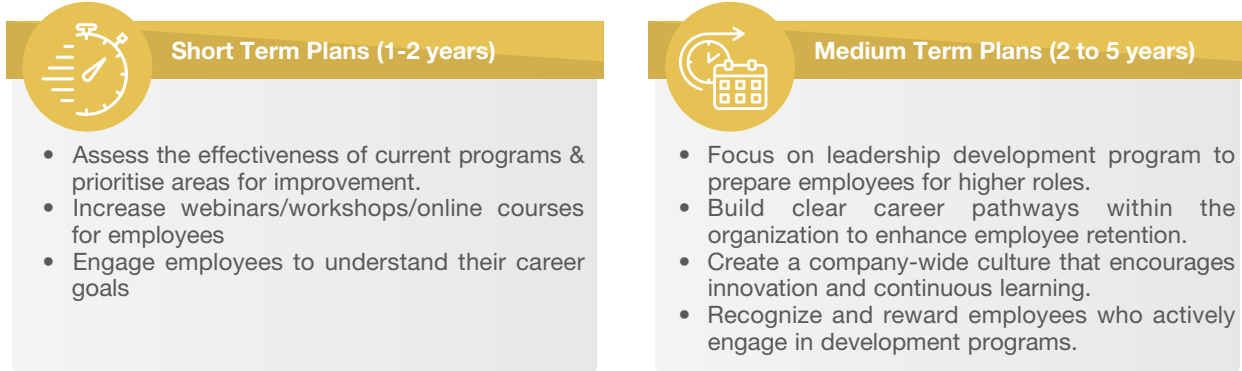 Short Term Plans (1-2 years)
• Assess the effectiveness of current programs &
prioritise areas for improvement.
• Increase webinars/workshops/online courses
for employees
• Engage employees to understand their career
goals
Medium Term Plans (2 to 5 years)
• Focus on leadership development program to
prepare employees for higher roles.
• Build clear career pathways within the
organization to enhance employee retention.
• Create a company-wide culture that encourages
innovation and continuous learning.
• Recognize and reward employees who actively
engage in development programs.